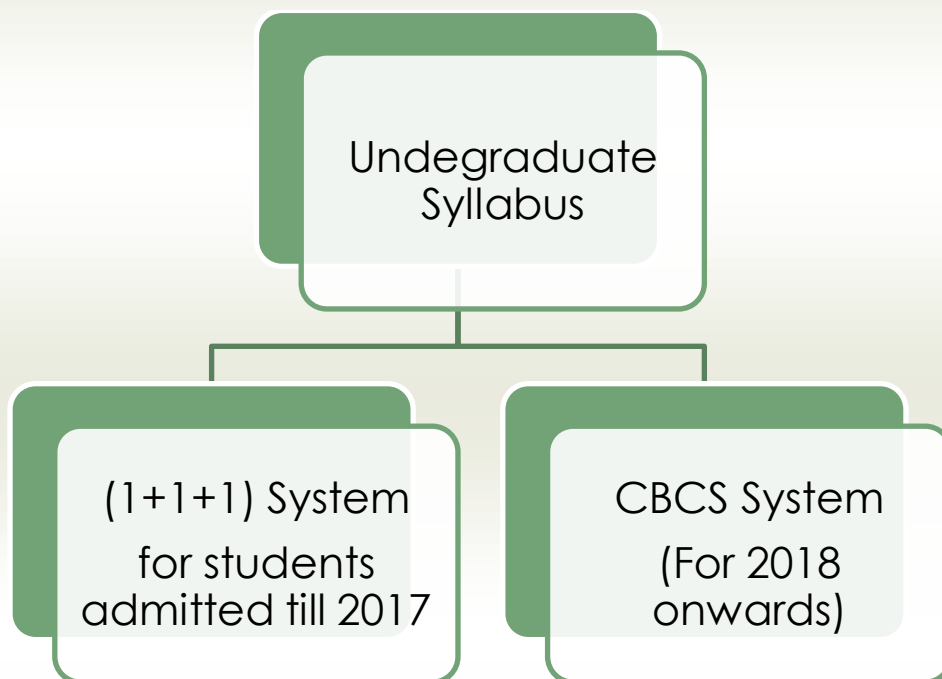 Undegraduate
Syllabus
(1+1+1) System
for students
admitted till 2017
CBCS System
(For 2018
onwards)